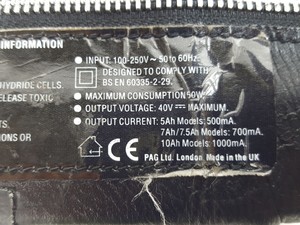 INFORMATION
INPUT: 100-250V~ 50 to 60Hz.
DESIGNED TO COMPLY WITH
BS EN 60335-2-29.
HYDRIDE CELLS.
RELEASE TOXIC
MAXIMUM CONSUMPTION 90W.
OUTPUT VOLTAGE: 40V MAXIMUM.
OUTPUT CURRENT: 5Ah Models: 500mA.
7Ah/7.5Ah Models: 700mA.
ONS OR
10Ah Models: 1000mA.
CE PAG Ltd. London. Made in the UK